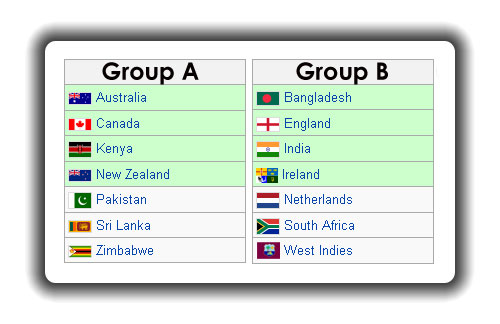 Group A
Australia
Canada
Kenya
New Zealand
Pakistan
Sri Lanka
Zimbabwe
Group B
Bangladesh
England
India
Ireland
Netherlands
South Africa
West Indies